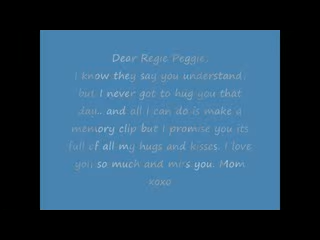 Dear Regie Peggie,
I know they say you understand
but I never got to hug you that
day...and all I can do is make a
memory clip but I promise you its
full of all my hugs and kisses. I love
you so much and miss you. Mom
xoxo